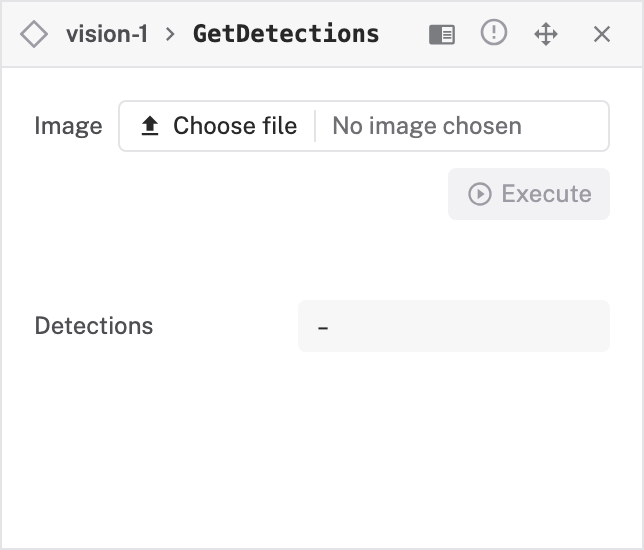 vision-1 > GetDetections
Image Choose file No image chosen
Execute
Detections -